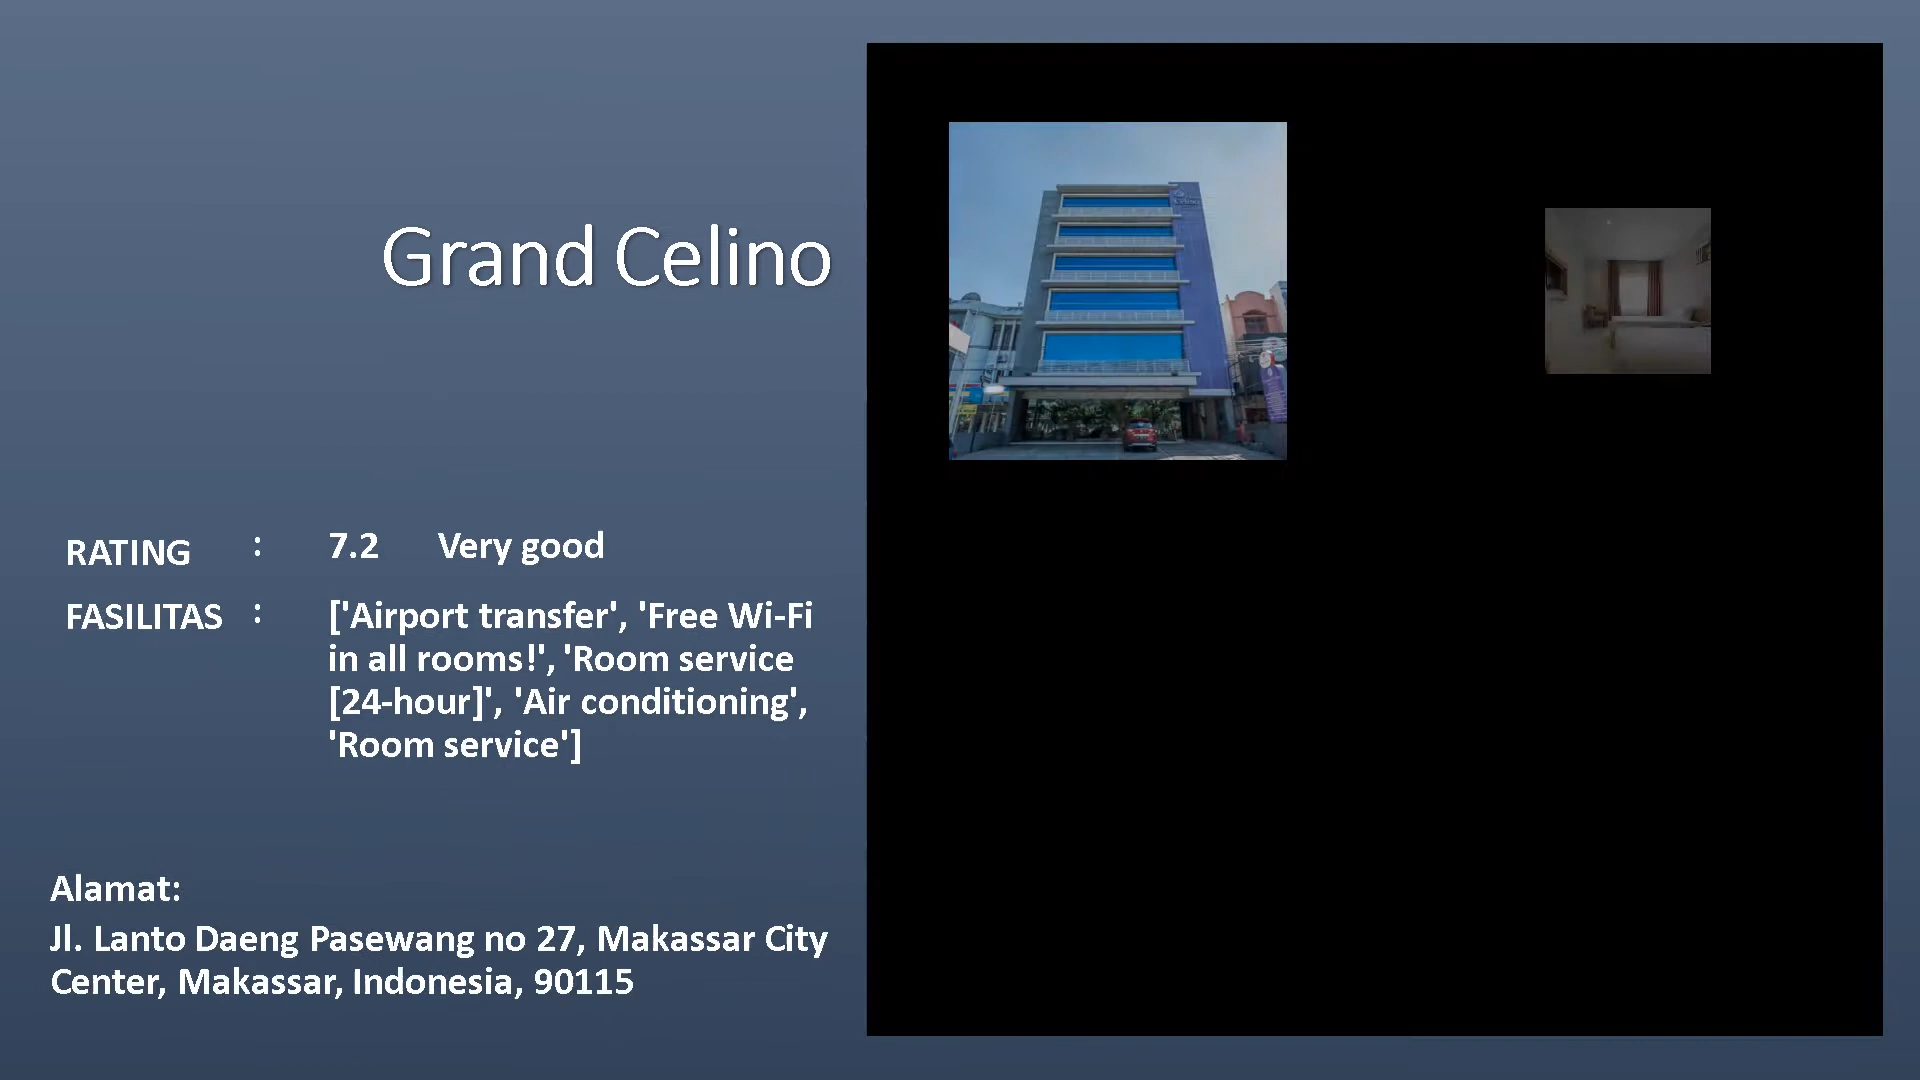 Grand Celino
RATING : 7.2 Very good
FASILITAS : ['Airport transfer', 'Free Wi-Fi
in all rooms!', 'Room service
[24-hour]', 'Air conditioning',
'Room service']
Alamat:
Jl. Lanto Daeng Pasewang no 27, Makassar City
Center, Makassar, Indonesia, 90115